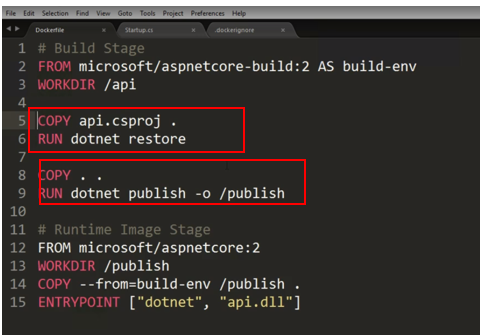 File Edit Selection Find View Goto Tools Project Preferences Help
Dockerfile × Startup.cs × .dockerignore ×
1 # Build Stage
2 FROM microsoft/aspnetcore-build:2 AS build-env
3 WORKDIR /api
4
5 COPY api.csproj .
6 RUN dotnet restore
7
8 COPY . .
9 RUN dotnet publish -o /publish
10
11 # Runtime Image Stage
12 FROM microsoft/aspnetcore:2
13 WORKDIR /publish
14 COPY --from=build-env /publish .
15 ENTRYPOINT ["dotnet", "api.dll"]